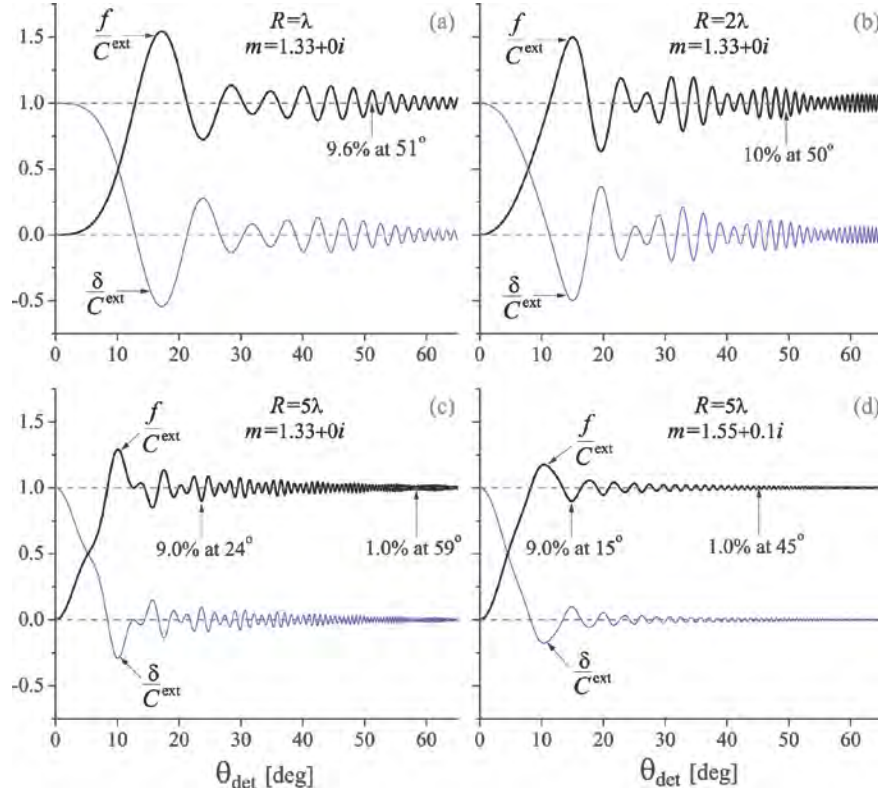 f
C^ext
R=λ
m=1.33+0i
(a)
1.5
1.0
0.5
0.0
-0.5
9.6% at 51°
δ
C^ext
0 10 20 30 40 50 60
f
C^ext
R=2λ
m=1.33+0i
(b)
10% at 50°
δ
C^ext
0 10 20 30 40 50 60
f
C^ext
R=5λ
m=1.33+0i
(c)
1.5
1.0
0.5
0.0
-0.5
9.0% at 24°
1.0% at 59°
δ
C^ext
0 10 20 30 40 50 60
θdet [deg]
f
C^ext
R=5λ
m=1.55+0.1i
(d)
9.0% at 15°
1.0% at 45°
δ
C^ext
0 10 20 30 40 50 60
θdet [deg]